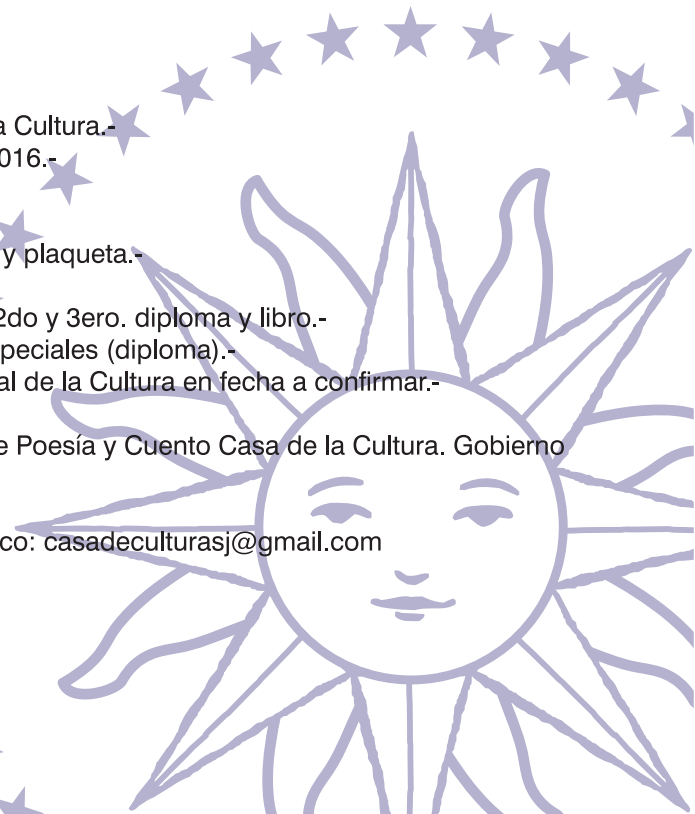 a Cultura.-
016.-
y plaqueta.-
2do y 3ero. diploma y libro.-
peciales (diploma).-
al de la Cultura en fecha a confirmar.-
e Poesía y Cuento Casa de la Cultura. Gobierno
co: casadeculturasj@gmail.com